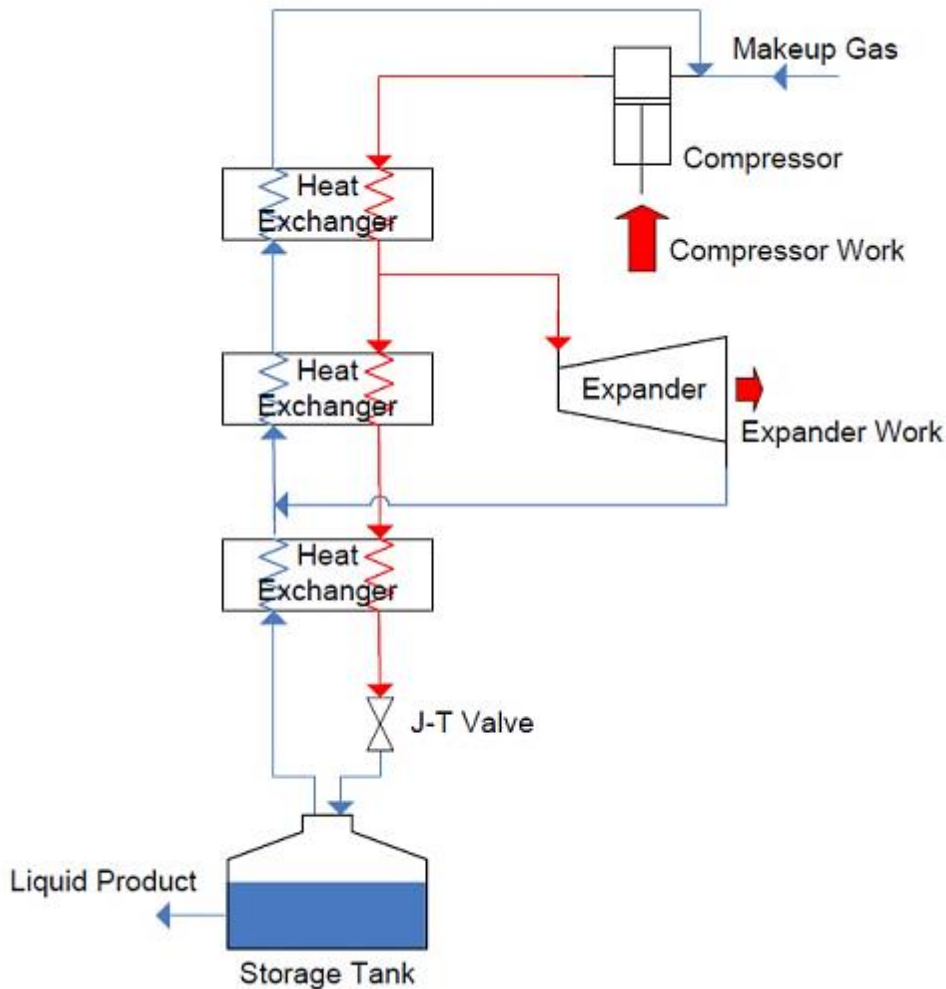 Makeup Gas
Compressor
Heat
Exchanger
Compressor Work
Heat
Exchanger
Expander
Expander Work
Heat
Exchanger
J-T Valve
Liquid Product
Storage Tank